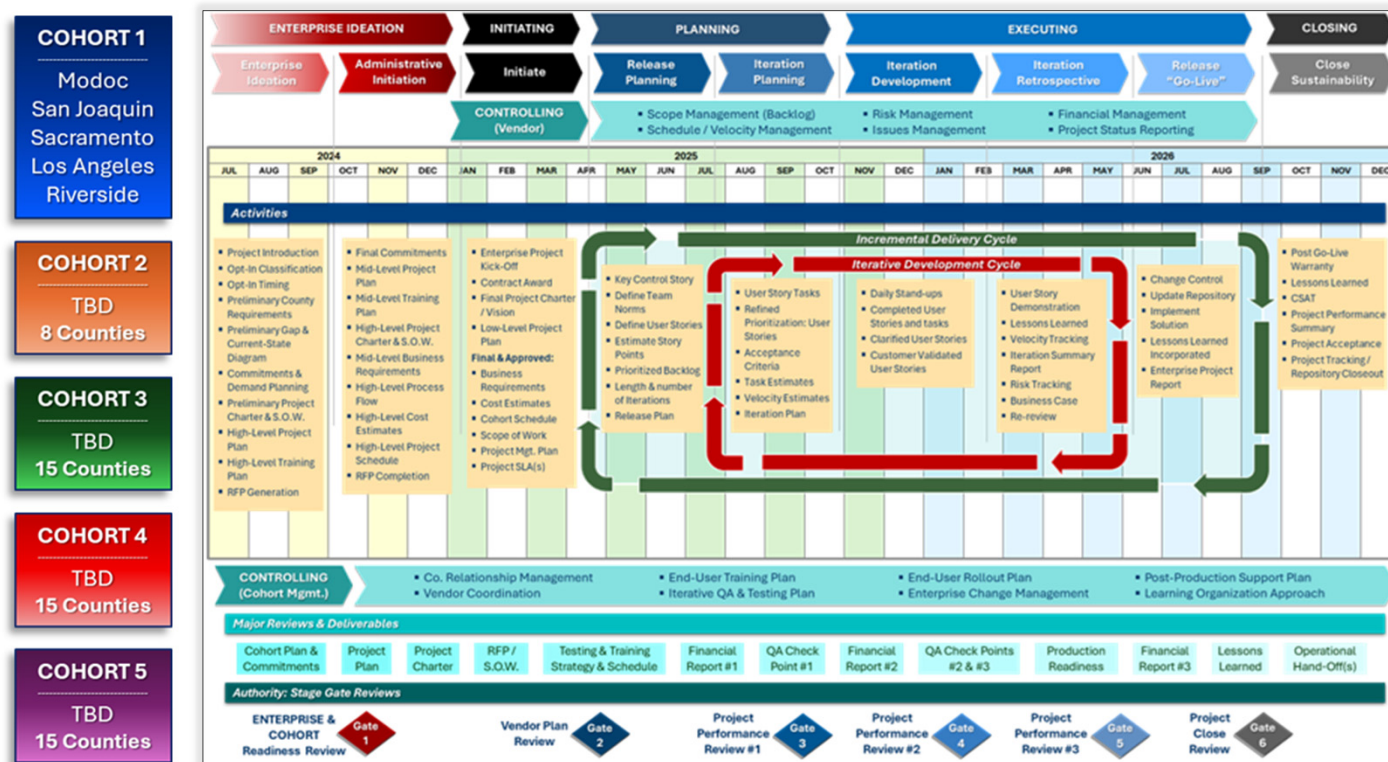 COHORT 1
Modoc
San Joaquin
Sacramento
Los Angeles
Riverside
COHORT 2
TBD
8 Counties
COHORT 3
TBD
15 Counties
COHORT 4
TBD
15 Counties
COHORT 5
TBD
15 Counties
ENTERPRISE IDEATION
INITIATING
PLANNING
EXECUTING
CLOSING
Enterprise
Ideation
Administrative
Initiation
Initiate
Release
Planning
Iteration
Planning
Iteration
Development
Iteration
Retrospective
Release
"Go-Live"
Close
Sustainability
CONTROLLING
(Vendor)
▪ Scope Management (Backlog)
▪ Schedule / Velocity Management
▪ Risk Management
▪ Issues Management
▪ Financial Management
▪ Project Status Reporting
2024 2025 2026
JUL AUG SEP OCT NOV DEC JAN FEB MAR APR MAY JUN JUL AUG SEP OCT NOV DEC JAN FEB MAR APR MAY JUN JUL AUG SEP OCT NOV DEC
Activities
▪ Project Introduction
▪ Opt-In Classification
▪ Opt-In Timing
▪ Preliminary County
Requirements
▪ Preliminary Gap &
Current-State
Diagram
▪ Commitments &
Demand Planning
▪ Preliminary Project
Charter & S.O.W.
▪ High-Level Project
Plan
▪ High-Level Training
Plan
▪ RFP Generation
▪ Final Commitments
▪ Mid-Level Project
Plan
▪ Mid-Level Training
Plan
▪ High-Level Project
Charter & S.O.W.
▪ Mid-Level Business
Requirements
▪ High-Level Process
Flow
▪ High-Level Cost
Estimates
▪ High-Level Project
Schedule
▪ RFP Completion
▪ Enterprise Project
Kick-Off
▪ Contract Award
▪ Final Project Charter
/ Vision
▪ Low-Level Project
Plan
Final & Approved:
▪ Business
Requirements
▪ Cost Estimates
▪ Cohort Schedule
▪ Scope of Work
▪ Project Mgt. Plan
▪ Project SLA(s)
Incremental Delivery Cycle
Iterative Development Cycle
▪ Key Control Story
▪ Define Team
Norms
▪ Define User Stories
▪ Estimate Story
Points
▪ Prioritized Backlog
▪ Length & number
of Iterations
▪ Release Plan
▪ User Story Tasks
▪ Refined
Prioritization: User
Stories
▪ Acceptance
Criteria
▪ Task Estimates
▪ Velocity Estimates
▪ Iteration Plan
▪ Daily Stand-ups
▪ Completed User
Stories and tasks
▪ Clarified User Stories
▪ Customer Validated
User Stories
▪ User Story
Demonstration
▪ Lessons Learned
▪ Velocity Tracking
▪ Iteration Summary
Report
▪ Risk Tracking
▪ Business Case
▪ Re-review
▪ Change Control
▪ Update Repository
▪ Implement
Solution
▪ Lessons Learned
Incorporated
▪ Enterprise Project
Report
▪ Post Go-Live
Warranty
▪ Lessons Learned
▪ CSAT
▪ Project Performance
Summary
▪ Project Acceptance
▪ Project Tracking /
Repository Closeout
CONTROLLING
(Cohort Mgmt.)
▪ Co. Relationship Management
▪ Vendor Coordination
▪ End-User Training Plan
▪ Iterative QA & Testing Plan
▪ End-User Rollout Plan
▪ Enterprise Change Management
▪ Post-Production Support Plan
▪ Learning Organization Approach
Major Reviews & Deliverables
Cohort Plan &
Commitments
Project
Plan
Project
Charter
RFP /
S.O.W.
Testing & Training
Strategy & Schedule
Financial
Report #1
QA Check
Point #1
Financial
Report #2
QA Check Points
#2 & #3
Production
Readiness
Financial
Report #3
Lessons
Learned
Operational
Hand-Off(s)
Authority: Stage Gate Reviews
ENTERPRISE &
COHORT
Readiness Review
Gate
1
Vendor Plan
Review
Gate
2
Project
Performance
Review #1
Gate
3
Project
Performance
Review #2
Gate
4
Project
Performance
Review #3
Gate
5
Project
Close
Review
Gate
6